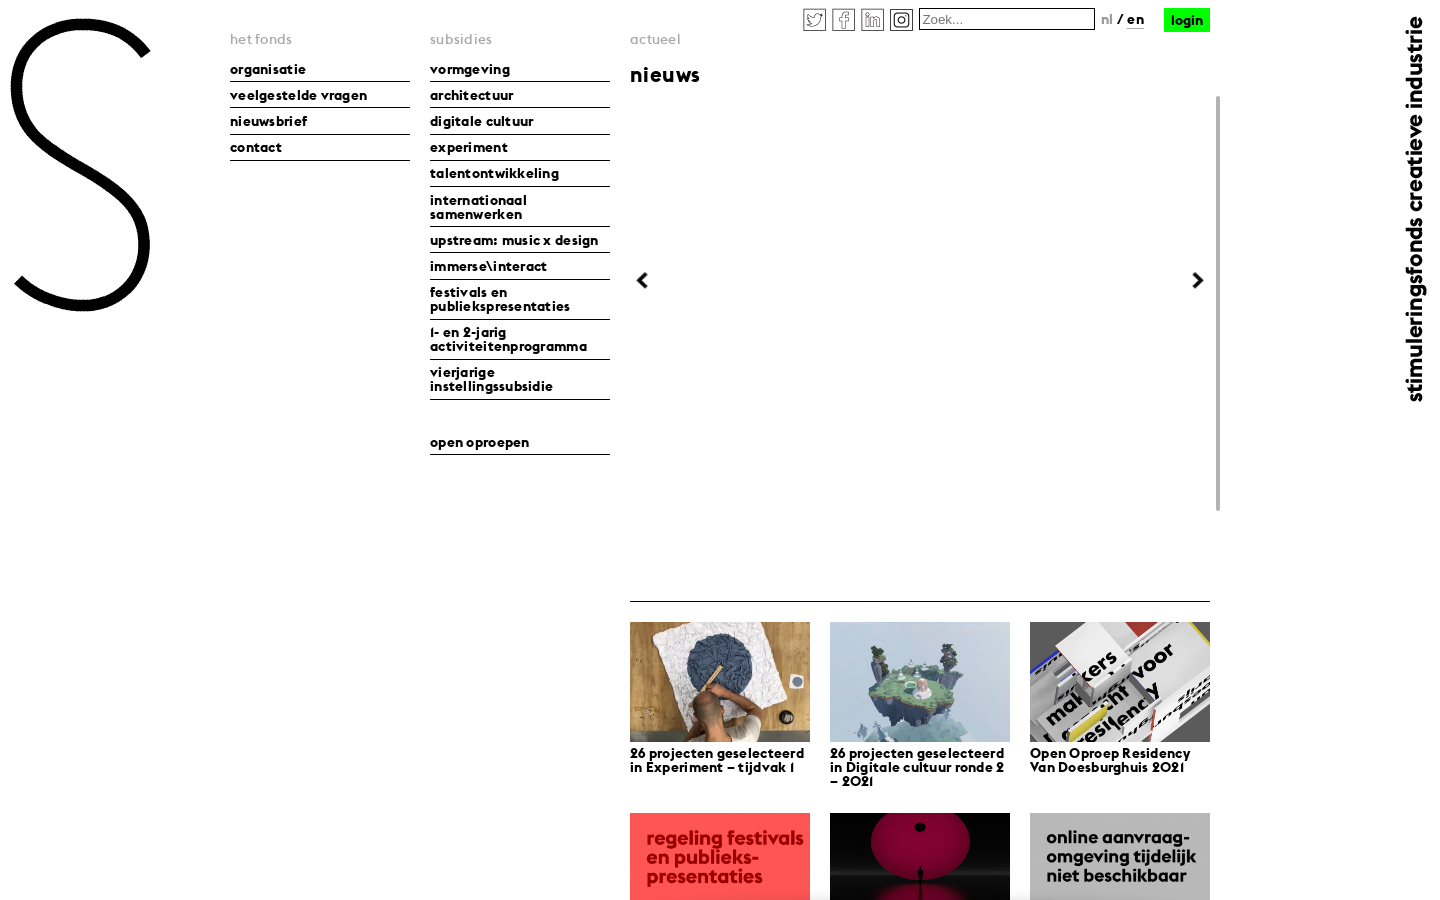 S
Zoek...
nl / en
login
het fonds
organisatie
veelgestelde vragen
nieuwsbrief
contact
subsidies
vormgeving
architectuur
digitale cultuur
experiment
talentontwikkeling
internationaal
samenwerken
upstream: music x design
immerse\interact
festivals en
publiekspresentaties
1- en 2-jarig
activiteitenprogramma
vierjarige
instellingssubsidie
open oproepen
actueel
nieuws
stimuleringsfonds creatieve industrie
26 projecten geselecteerd
in Experiment – tijdvak 1
26 projecten geselecteerd
in Digitale cultuur ronde 2
– 2021
makers
voor
Open Oproep Residency
Van Doesburghuis 2021
regeling festivals
en publieks-
presentaties
online aanvraag-
omgeving tijdelijk
niet beschikbaar